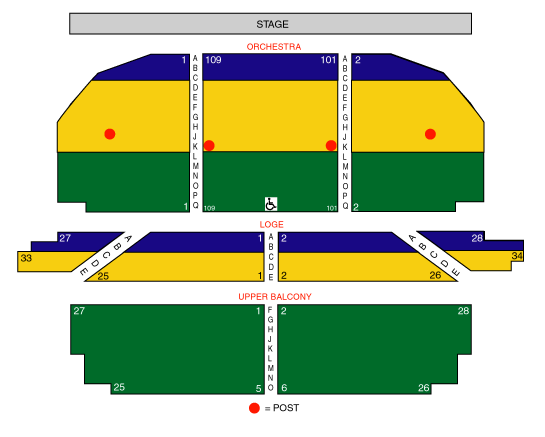 STAGE
ORCHESTRA
1 A 109 101 A 2
B B
C C
D D
E E
F F
G G
H H
J J
K K
L L
M M
N N
O O
P P
1 Q 109 101 Q 2
LOGE
27 A 1 A 2 A 28
B B B
33 C C C 34
D D D
E 25 1 E 2 26 E
UPPER BALCONY
27 1 F 2 28
G
H
J
K
L
M
N
25 5 O 6 26
= POST